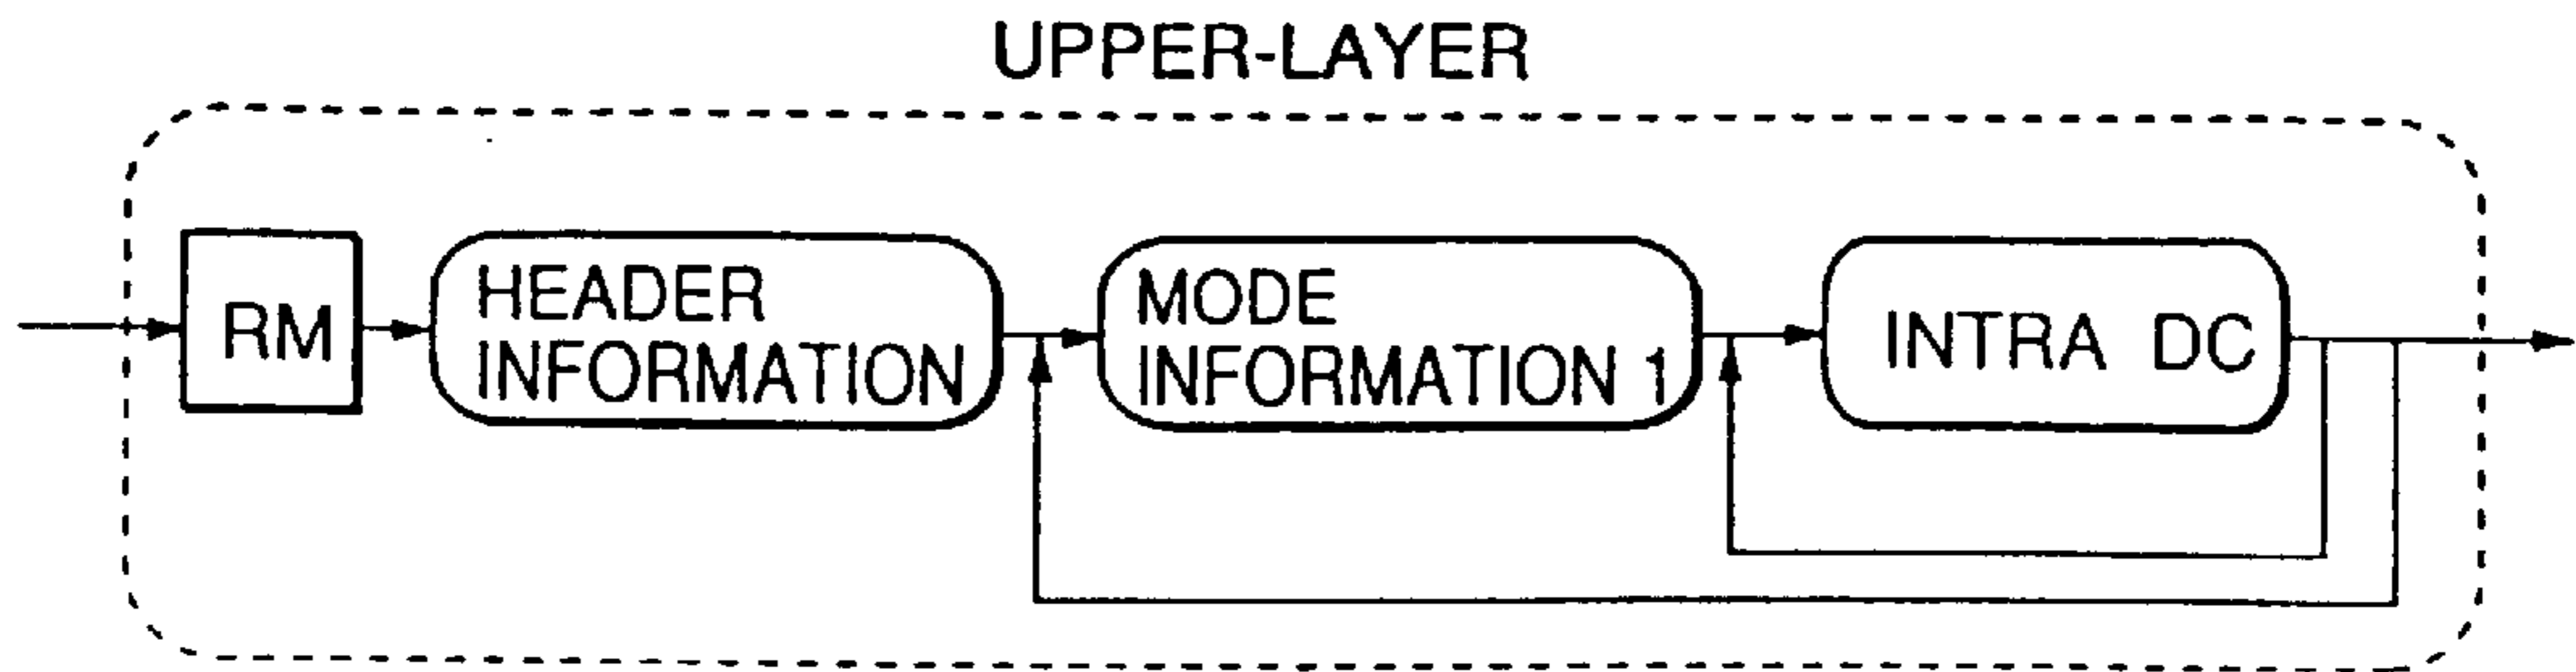 UPPER-LAYER
RM
HEADER
INFORMATION
MODE
INFORMATION 1
INTRA DC